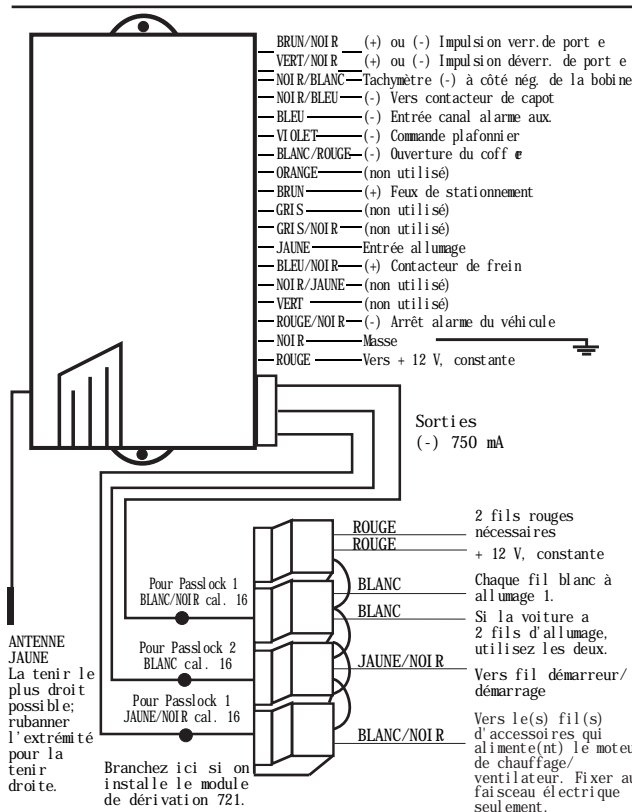 BRUN/NOIR (+) ou (-) Impulsion verr.de port e
VERT/NOIR (+) ou (-) Impulsion déverr. de port e
NOIR/BLANC Tachymètre (-) à côté nég. de la bobine
NOIR/BLEU (-) Vers contacteur de capot
BLEU (-) Entrée canal alarme aux.
VIOLET (-) Commande plafonnier
BLANC/ROUGE (-) Ouverture du coff
ORANGE (non utilisé)
BRUN (+) Feux de stationnement
GRIS (non utilisé)
GRIS/NOIR (non utilisé)
JAUNE Entrée allumage
BLEU/NOIR (+) Contacteur de frein
NOIR/JAUNE (non utilisé)
VERT (non utilisé)
ROUGE/NOIR (-) Arrêt alarme du véhicule
NOIR Masse
ROUGE Vers + 12 V, constante
Sorties
(-) 750 mA
ROUGE
ROUGE
2 fils rouges
nécessaires
+ 12 V, constante
BLANC
Chaque fil blanc à
allumage 1.
BLANC
Si la voiture a
2 fils d'allumage,
utilisez les deux.
JAUNE/NOIR
Vers fil démarreur/
démarrage
BLANC/NOIR
Vers le(s) fil(s)
d'accessoires qui
alimente(nt) le moteu
de chauffage/
ventilateur. Fixer au
faisceau électrique
seulement.
Pour Passlock 1
BLANC/NOIR cal. 16
Pour Passlock 2
BLANC cal. 16
Pour Passlock 1
JAUNE/NOIR cal. 16
Branchez ici si on
installe le module
de dérivation 721.
ANTENNE
JAUNE
La tenir le
plus droit
possible;
rubanner
l'extrémité
pour la
tenir
droite.